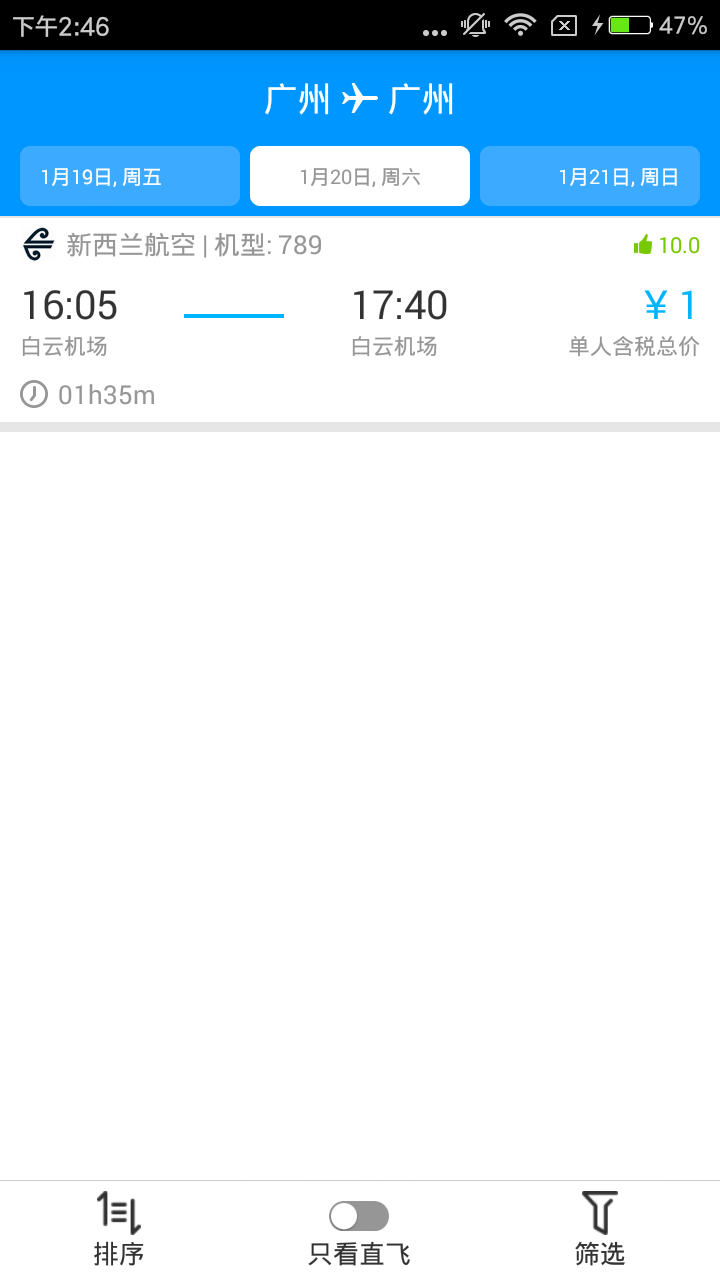 下午2:46 ... 47%
广州 广州
1月19日, 周五 1月20日, 周六 1月21日, 周日
新西兰航空 | 机型: 789 10.0
16:05 17:40 ¥ 1
白云机场 白云机场 单人含税总价
01h35m
排序 只看直飞 筛选